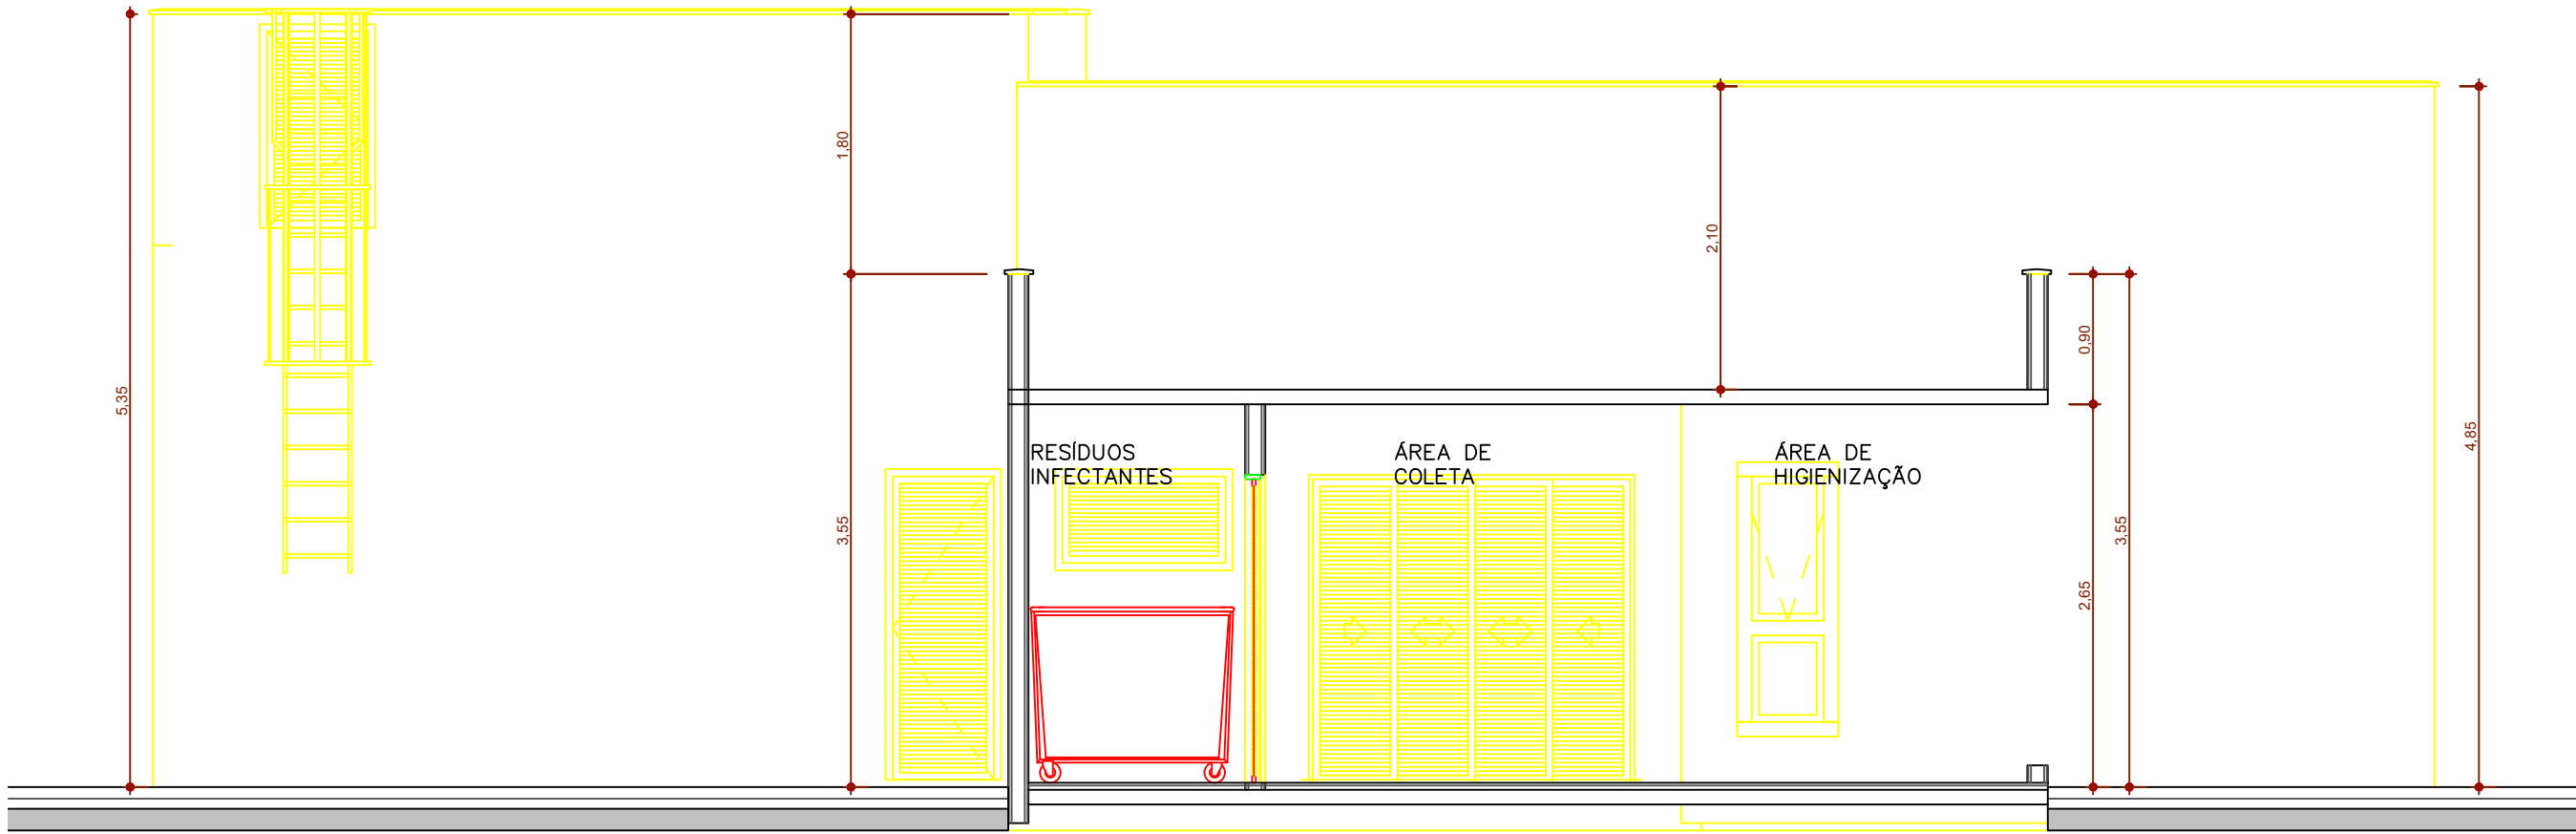 5,35
1,80
3,55
2,10
0,90
2,65
3,55
4,85
RESÍDUOS
INFECTANTES
ÁREA DE
COLETA
ÁREA DE
HIGIENIZAÇÃO